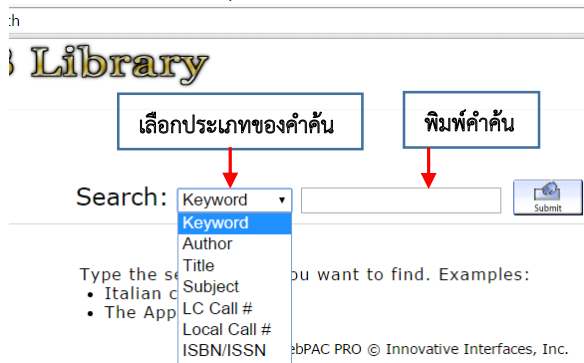 :h
Library
เลือกประเภทของคำค้น
พิมพ์คำค้น
Search: Keyword Submit
Keyword
Author
Title
Subject
LC Call #
Local Call #
ISBN/ISSN
Type the se ou want to find. Examples:
• Italian c
• The App
ebPAC PRO © Innovative Interfaces, Inc.